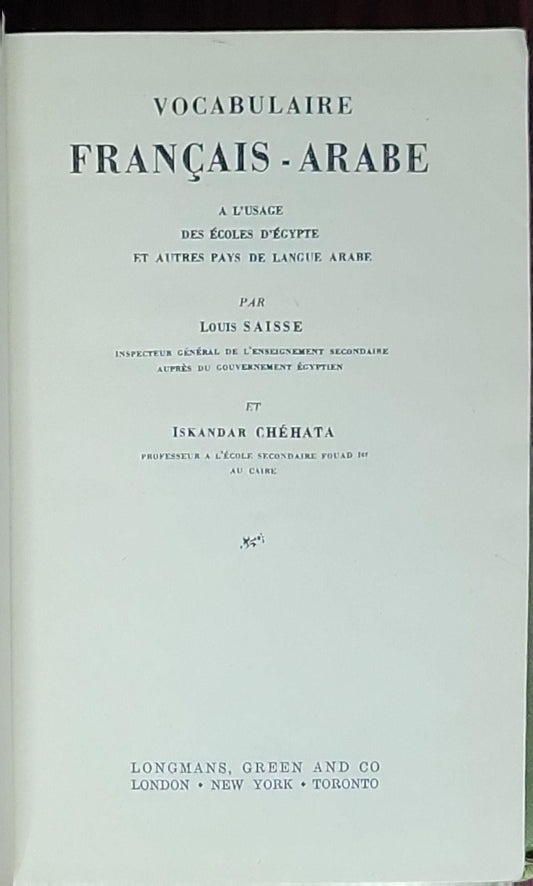 VOCABULAIRE
FRANÇAIS - ARABE
A L'USAGE
DES ÉCOLES D'ÉGYPTE
ET AUTRES PAYS DE LANGUE ARABE
PAR
LOUIS SAISSE
INSPECTEUR GÉNÉRAL DE L'ENSEIGNEMENT SECONDAIRE
AUPRÈS DU GOUVERNEMENT ÉGYPTIEN
ET
ISKANDAR CHÉHATA
PROFESSEUR A L'ÉCOLE SECONDAIRE FOUAD Ier
AU CAIRE
LONGMANS, GREEN AND CO
LONDON • NEW YORK • TORONTO